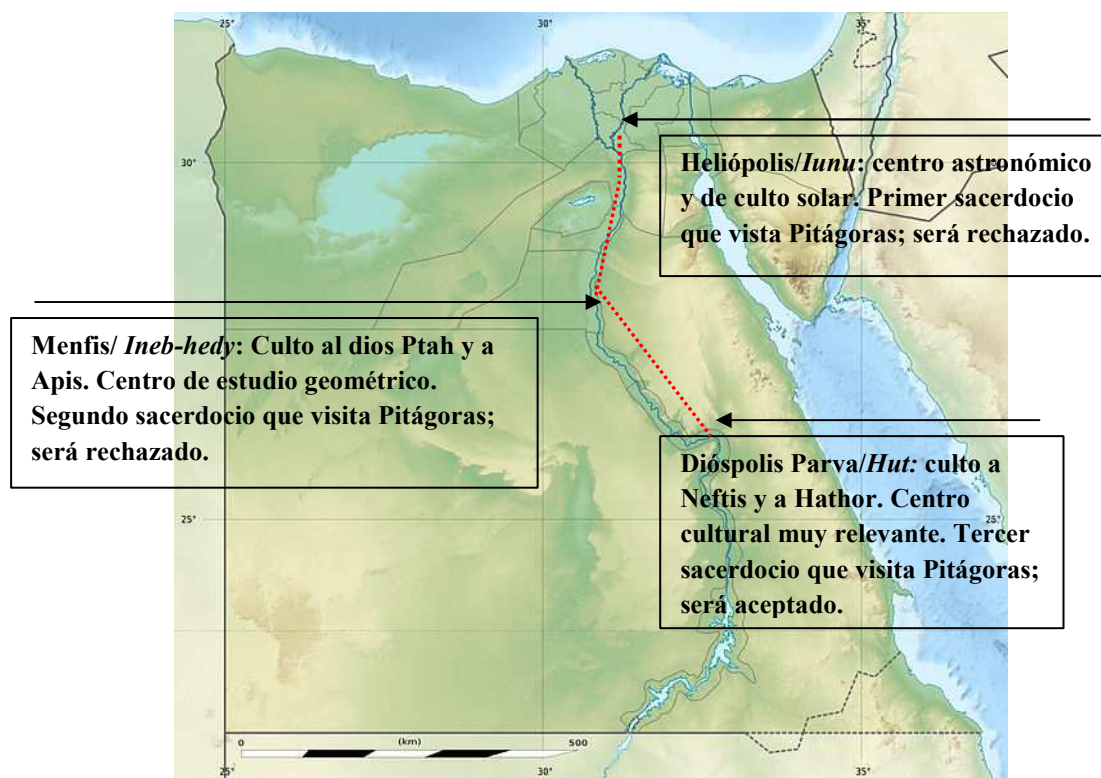 25°
30°
35°
30°
30°
Heliópolis/Iunu: centro astronómico
y de culto solar. Primer sacerdocio
que vista Pitágoras; será rechazado.
Menfis/ Ineb-hedy: Culto al dios Ptah y a
Apis. Centro de estudio geométrico.
Segundo sacerdocio que visita Pitágoras;
será rechazado.
Dióspolis Parva/Hut: culto a
Neftis y a Hathor. Centro
cultural muy relevante. Tercer
sacerdocio que visita Pitágoras;
será aceptado.
25°
25°
0 (km) 500
25°
30°
35°